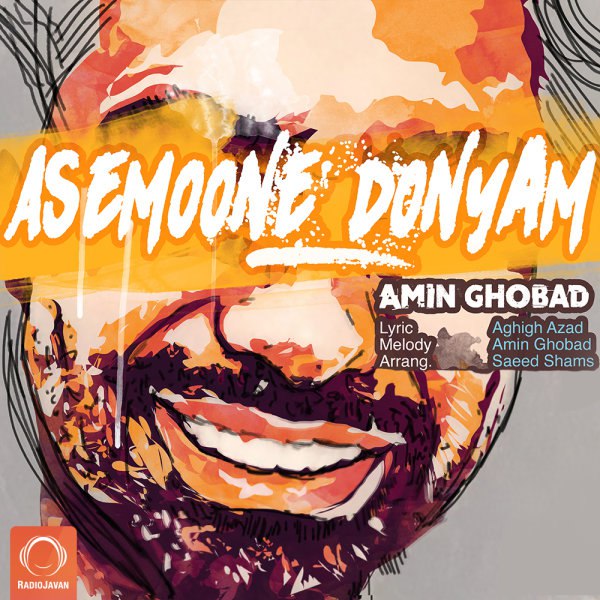 ASEMOONE DONYAM
AMIN GHOBAD
Lyric Aghigh Azad
Melody Amin Ghobad
Arrang. Saeed Shams
RADIOJAVAN